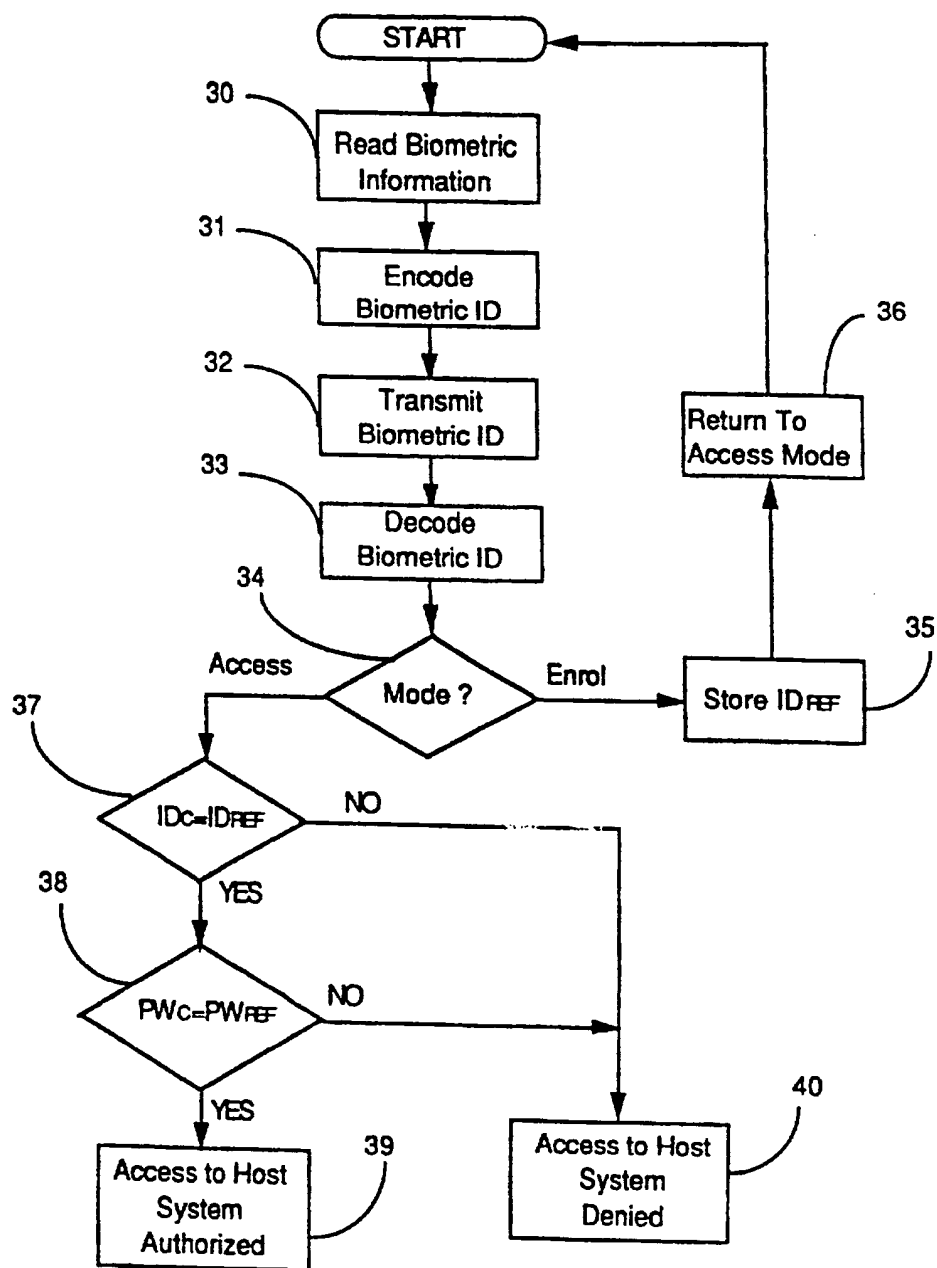 START
30
Read Biometric
Information
31
Encode
Biometric ID
32
Transmit
Biometric ID
33
Decode
Biometric ID
36
Return To
Access Mode
34
Access
Mode ?
Enrol
35
Store IDREF
37
IDC=IDREF
NO
YES
38
PWC=PWREF
NO
YES
39
Access to Host
System
Authorized
40
Access to Host
System
Denied